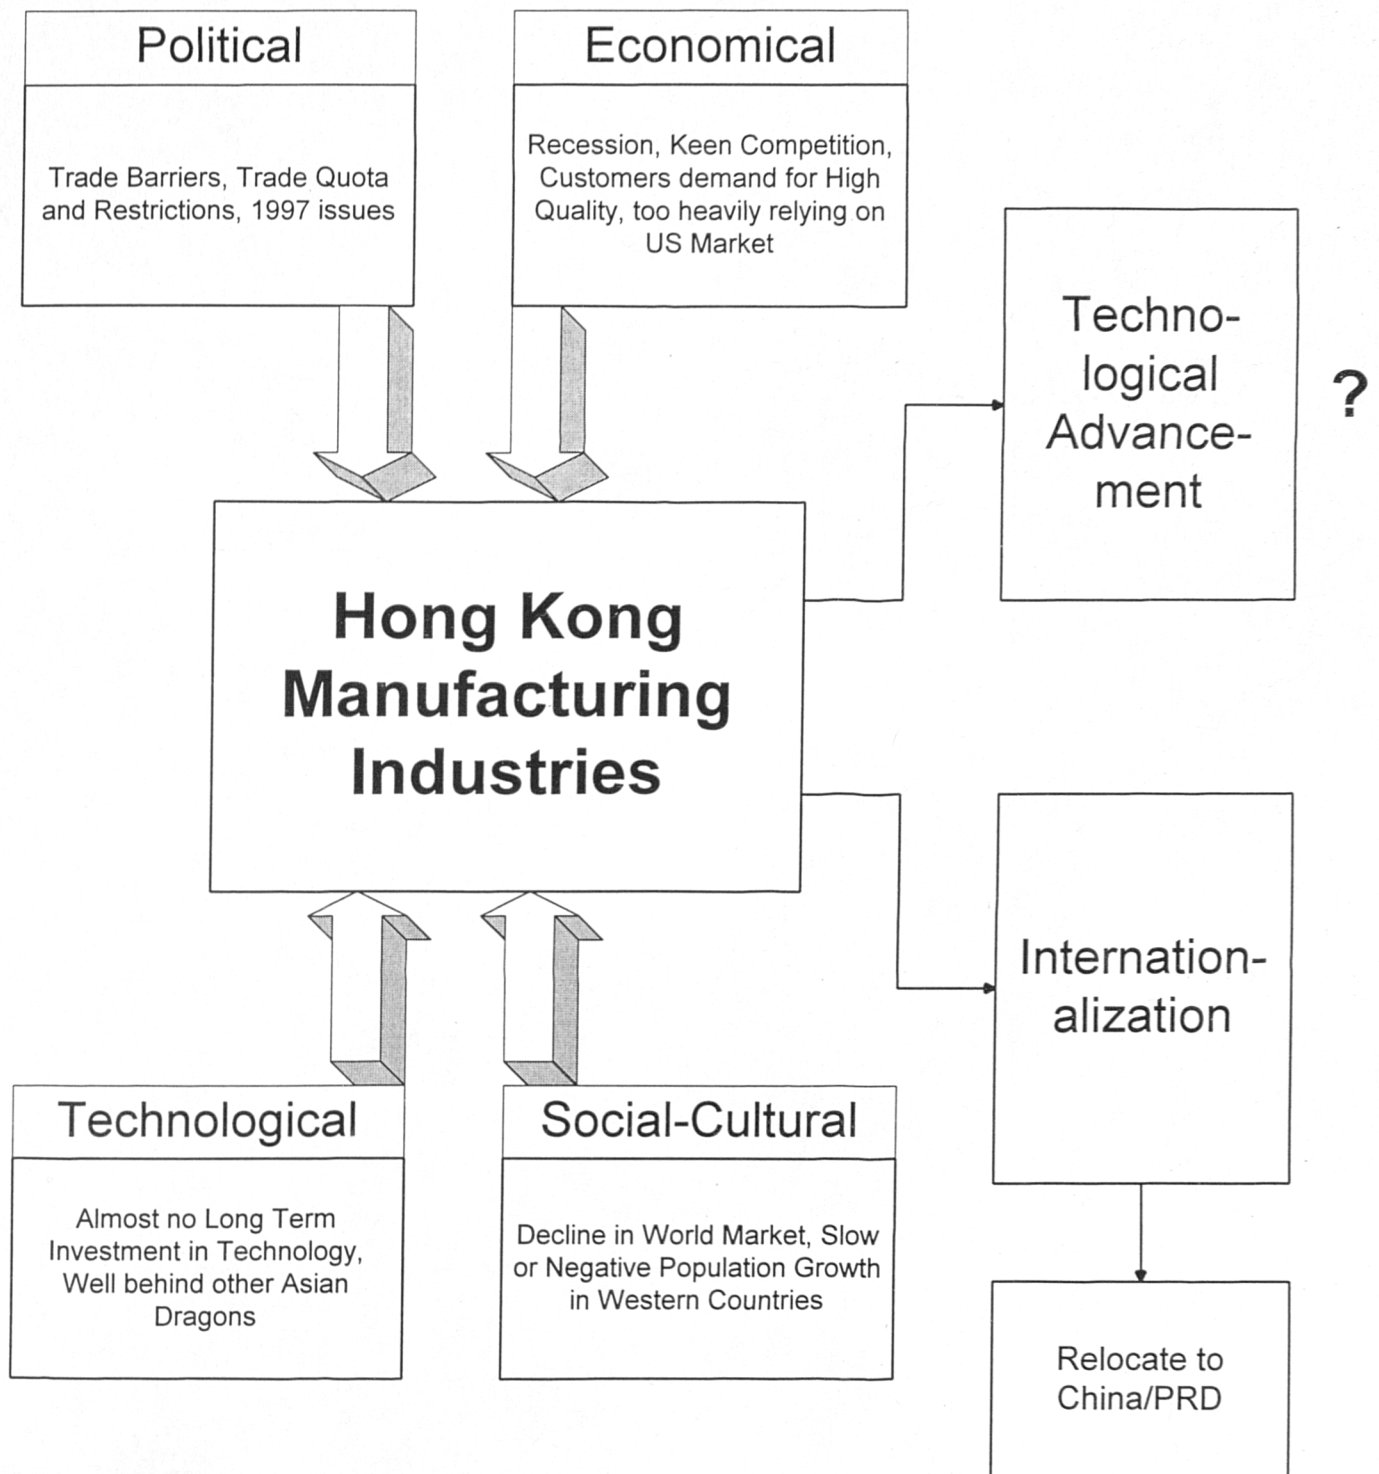 Political
Trade Barriers, Trade Quota
and Restrictions, 1997 issues
Economical
Recession, Keen Competition,
Customers demand for High
Quality, too heavily relying on
US Market
Techno-
logical
Advance-
ment
?
Hong Kong
Manufacturing
Industries
Internation-
alization
Technological
Almost no Long Term
Investment in Technology,
Well behind other Asian
Dragons
Social-Cultural
Decline in World Market, Slow
or Negative Population Growth
in Western Countries
Relocate to
China/PRD